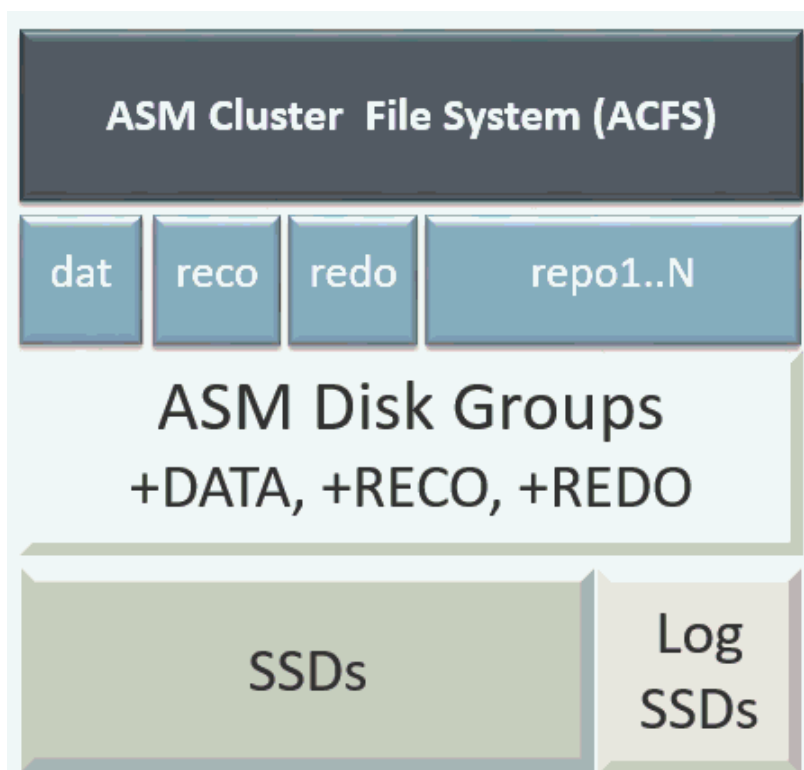 ASM Cluster File System (ACFS)
dat reco redo repo1..N
ASM Disk Groups
+DATA, +RECO, +REDO
SSDs
Log
SSDs